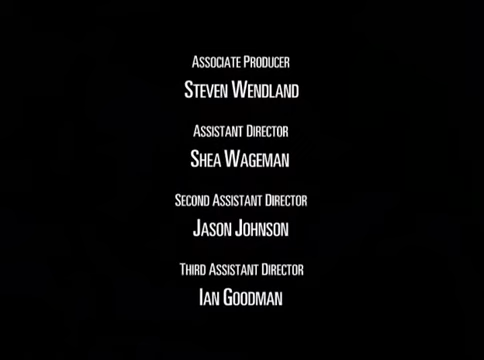 Associate Producer
Steven Wendland
Assistant Director
Shea Wageman
Second Assistant Director
Jason Johnson
Third Assistant Director
Ian Goodman